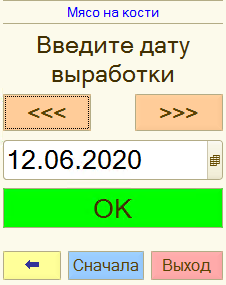 Мясо на кости
Введите дату
выработки
<<< >>>
12.06.2020
OK
Сначала Выход